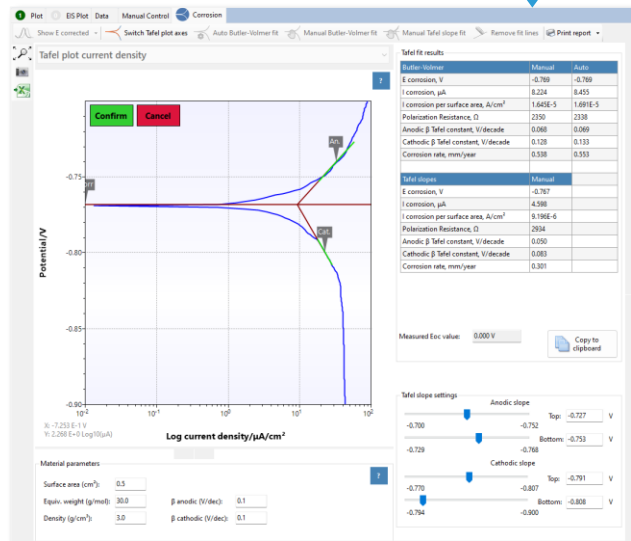 1 Plot EIS Plot Data Manual Control Corrosion
Show E corrected Switch Tafel plot axes Auto Butler-Volmer fit Manual Butler-Volmer fit Manual Tafel slope fit Remove fit lines Print report
Tafel plot current density
?
Confirm Cancel
An.
Cat.
Potential/V
-0.75
-0.80
-0.85
-0.90
10-2 10-1 100 101 102
Log current density/µA/cm²
X: -7.253 E-1 V
Y: 2.268 E+0 Log10(µA)
Material parameters
?
Surface area (cm²): 0.5
Equiv. weight (g/mol): 30.0 β anodic (V/dec): 0.1
Density (g/cm³): 3.0 β cathodic (V/dec): 0.1
Tafel fit results
Butler-Volmer Manual Auto
E corrosion, V -0.769 -0.769
I corrosion, µA 8.224 8.455
I corrosion per surface area, A/cm² 1.645E-5 1.691E-5
Polarization Resistance, Ω 2350 2338
Anodic β Tafel constant, V/decade 0.068 0.069
Cathodic β Tafel constant, V/decade 0.128 0.133
Corrosion rate, mm/year 0.538 0.553
Tafel slopes Manual
E corrosion, V -0.767
I corrosion, µA 4.598
I corrosion per surface area, A/cm² 9.196E-6
Polarization Resistance, Ω 2934
Anodic β Tafel constant, V/decade 0.050
Cathodic β Tafel constant, V/decade 0.083
Corrosion rate, mm/year 0.301
Measured Eoc value: 0.000 V
Copy to
clipboard
Tafel slope settings
Anodic slope
Top: -0.727 V
-0.700 -0.752
Bottom: -0.753 V
-0.729 -0.768
Cathodic slope
Top: -0.791 V
-0.770 -0.807
Bottom: -0.808 V
-0.794 -0.900